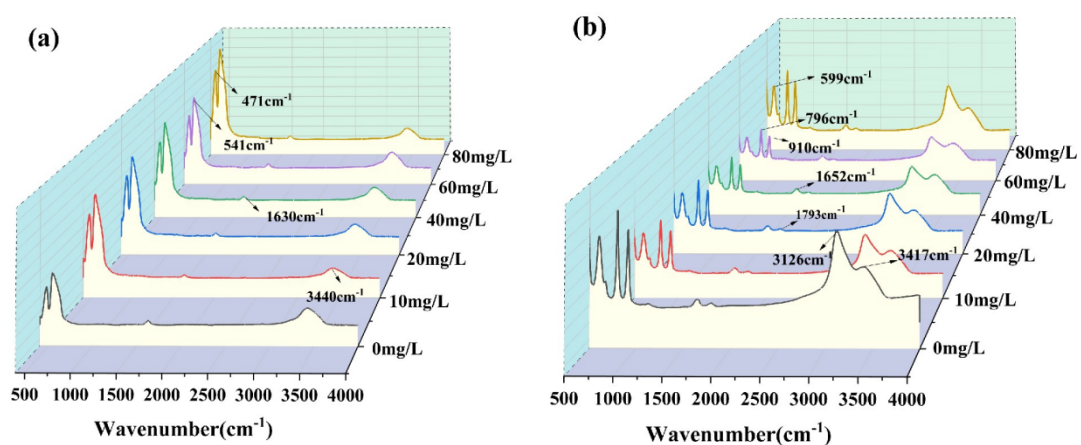 (a)
471cm-1
541cm-1
1630cm-1
3440cm-1
80mg/L
60mg/L
40mg/L
20mg/L
10mg/L
0mg/L
500 1000 1500 2000 2500 3000 3500 4000
Wavenumber(cm-1)
(b)
599cm-1
796cm-1
910cm-1
1652cm-1
1793cm-1
3126cm-1
3417cm-1
80mg/L
60mg/L
40mg/L
20mg/L
10mg/L
0mg/L
500 1000 1500 2000 2500 3000 3500 4000
Wavenumber(cm-1)